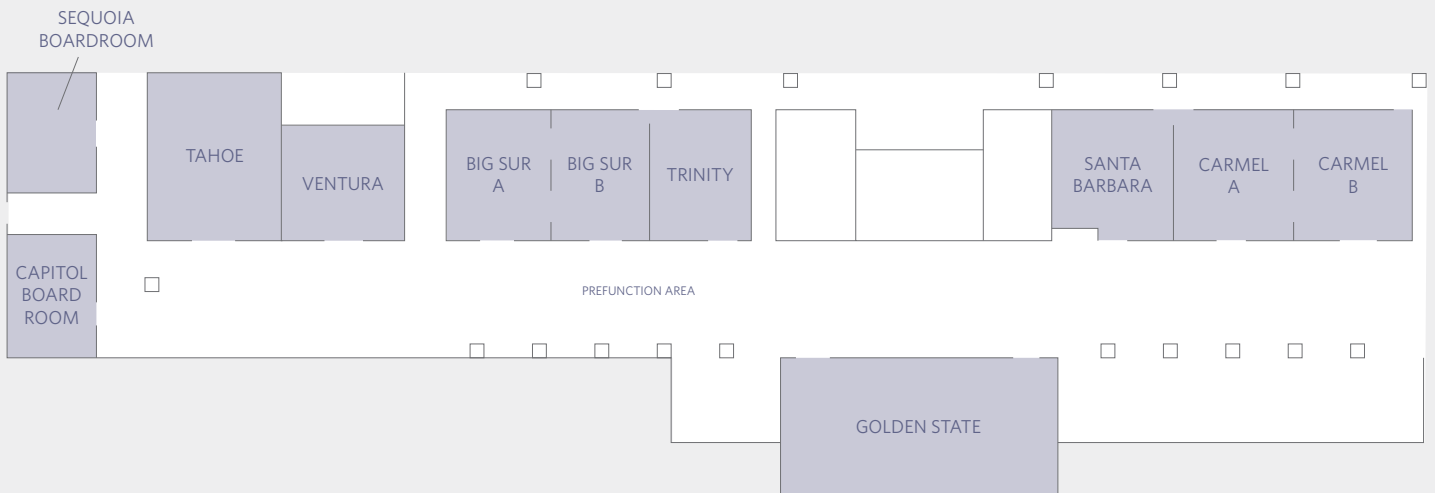 SEQUOIA
BOARDROOM
TAHOE
VENTURA
BIG SUR
A
BIG SUR
B
TRINITY
SANTA
BARBARA
CARMEL
A
CARMEL
B
CAPITOL
BOARD
ROOM
PREFUNCTION AREA
GOLDEN STATE